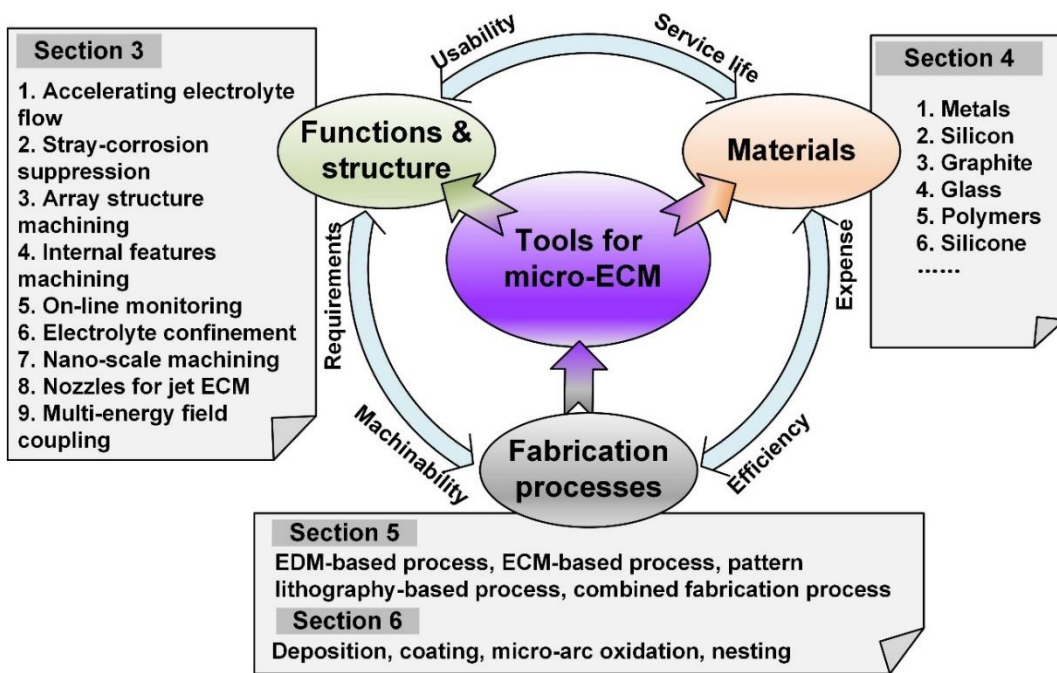 Section 3
1. Accelerating electrolyte
flow
2. Stray-corrosion
suppression
3. Array structure
machining
4. Internal features
machining
5. On-line monitoring
6. Electrolyte confinement
7. Nano-scale machining
8. Nozzles for jet ECM
9. Multi-energy field
coupling
Usability
Service life
Functions &
structure
Materials
Tools for
micro-ECM
Section 4
1. Metals
2. Silicon
3. Graphite
4. Glass
5. Polymers
6. Silicone
......
Requirements
Expense
Machinability
Efficiency
Fabrication
processes
Section 5
EDM-based process, ECM-based process, pattern
lithography-based process, combined fabrication process
Section 6
Deposition, coating, micro-arc oxidation, nesting